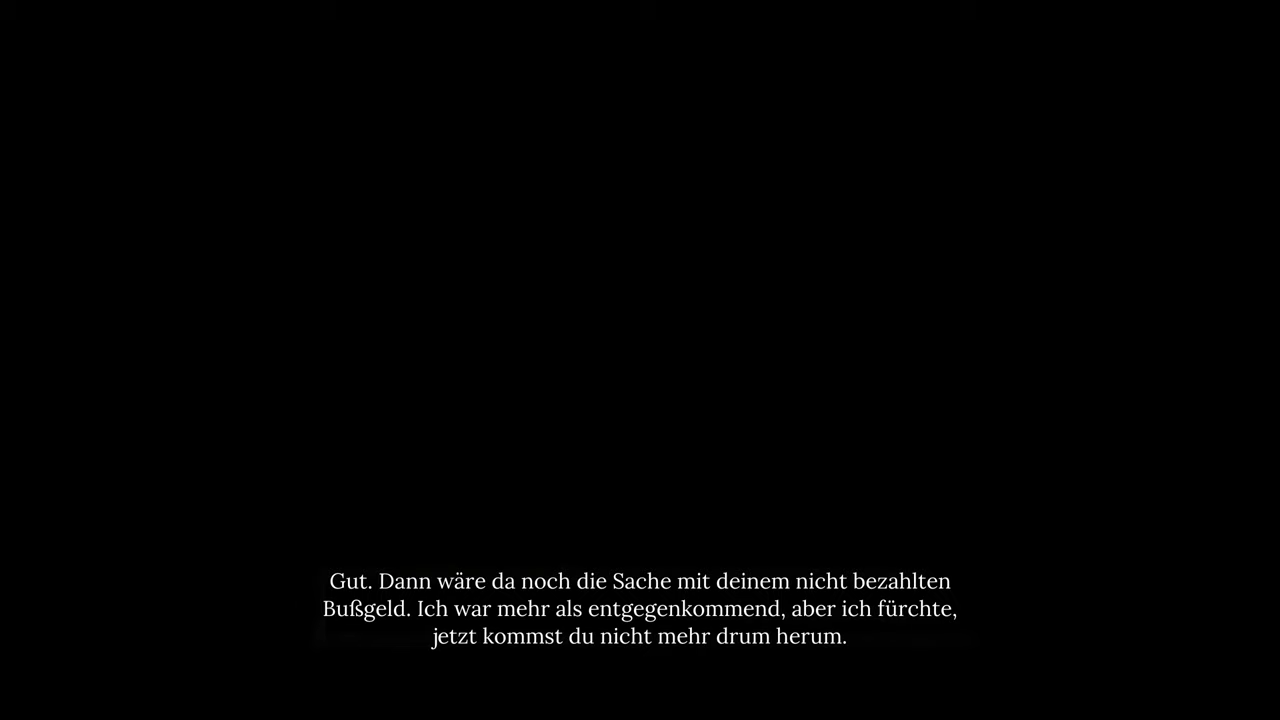 Gut. Dann wäre da noch die Sache mit deinem nicht bezahlten
Bußgeld. Ich war mehr als entgegenkommend, aber ich fürchte,
jetzt kommst du nicht mehr drum herum.